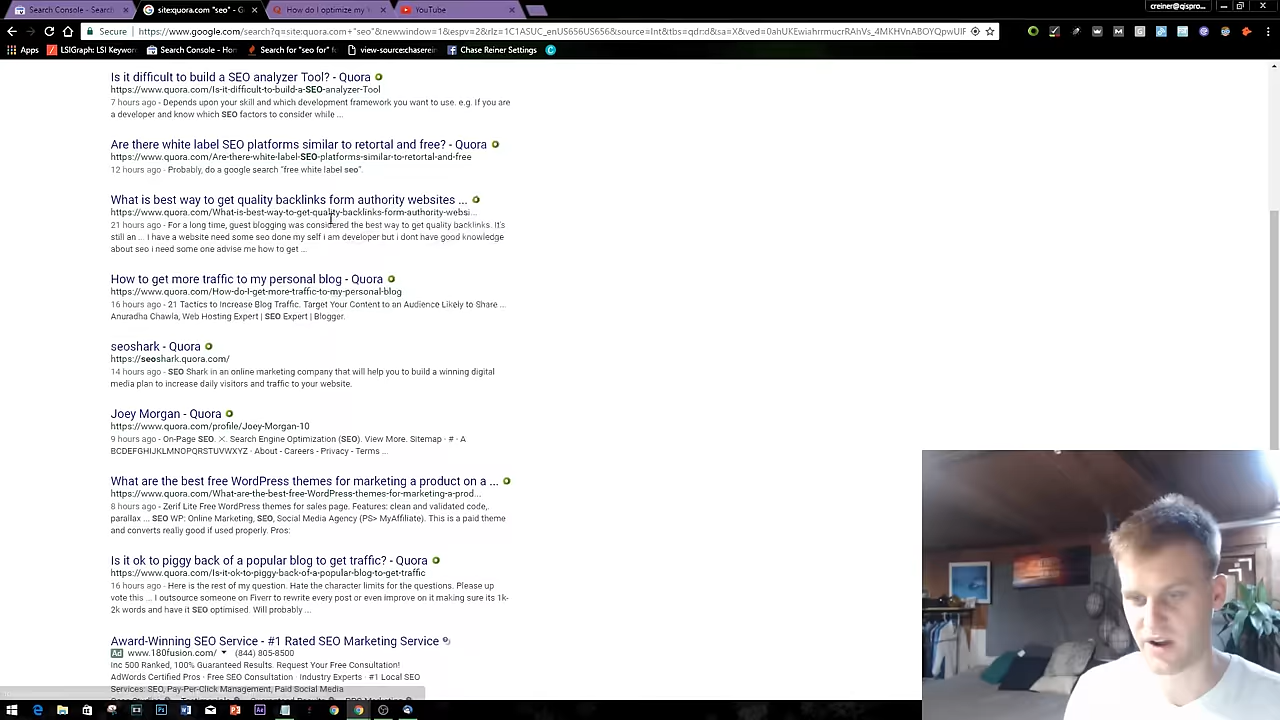 Search Console - Search
site:quora.com "seo" - G
How do I optimize my
YouTube
creiner@qispro...
Secure
https://www.google.com/search?q=site:quora.com+"seo"&newwindow=1&espv=2&rlz=1C1ASUC_enUS656US656&source=lnt&tbs=qdr:d&sa=X&ved=
Apps
LSIGraph: LSI Keywor
Search Console - Hon
Search for "seo for"
view-source:chaserein
Chase Reiner Settings
Is it difficult to build a SEO analyzer Tool? - Quora
https://www.quora.com/Is-it-difficult-to-build-a-SEO-analyzer-Tool
7 hours ago - Depends upon your skill and which development framework you want to use. e.g. If you are
a developer and know which SEO factors to consider while ...
Are there white label SEO platforms similar to retortal and free? - Quora
https://www.quora.com/Are-there-white-label-SEO-platforms-similar-to-retortal-and-free
12 hours ago - Probably, do a google search "free white label seo".
What is best way to get quality backlinks form authority websites ...
https://www.quora.com/What-is-best-way-to-get-quality-backlinks-form-authority-websi...
21 hours ago - For a long time, guest blogging was considered the best way to get quality backlinks. It's
still an ... I have a website need some seo done my self i am developer but i dont have good knowledge
about seo i need some one advise me how to get ...
How to get more traffic to my personal blog - Quora
https://www.quora.com/How-do-I-get-more-traffic-to-my-personal-blog
16 hours ago - 21 Tactics to Increase Blog Traffic. Target Your Content to an Audience Likely to Share ...
Anuradha Chawla, Web Hosting Expert | SEO Expert | Blogger.
seoshark - Quora
https://seoshark.quora.com/
14 hours ago - SEO Shark in an online marketing company that will help you to build a winning digital
media plan to increase daily visitors and traffic to your website.
Joey Morgan - Quora
https://www.quora.com/profile/Joey-Morgan-10
9 hours ago - On-Page SEO. X. Search Engine Optimization (SEO). View More. Sitemap · # · A
BCDEFGHIJKLMNOPQRSTUVWXYZ · About - Careers - Privacy - Terms ...
What are the best free WordPress themes for marketing a product on a ...
https://www.quora.com/What-are-the-best-free-WordPress-themes-for-marketing-a-prod...
8 hours ago - Zerif Lite Free WordPress themes for sales page. Features: clean and validated code,.
parallax ... SEO WP: Online Marketing, SEO, Social Media Agency (PS> MyAffiliate). This is a paid theme
and converts really good if used properly. Pros:
Is it ok to piggy back of a popular blog to get traffic? - Quora
https://www.quora.com/Is-it-ok-to-piggy-back-of-a-popular-blog-to-get-traffic
16 hours ago - Here is the rest of my question. Hate the character limits for the questions. Please up
vote this ... I outsource someone on Fiverr to rewrite every post or even improve on it making sure its 1k-
2k words and have it SEO optimised. Will probably ...
Award-Winning SEO Service - #1 Rated SEO Marketing Service
Ad www.180fusion.com/ (844) 805-8500
Inc 500 Ranked, 100% Guaranteed Results. Request Your Free Consultation!
AdWords Certified Pros · Free SEO Consultation · Industry Experts · #1 Local SEO
Services: SEO, Pay-Per-Click Management, Paid Social Media